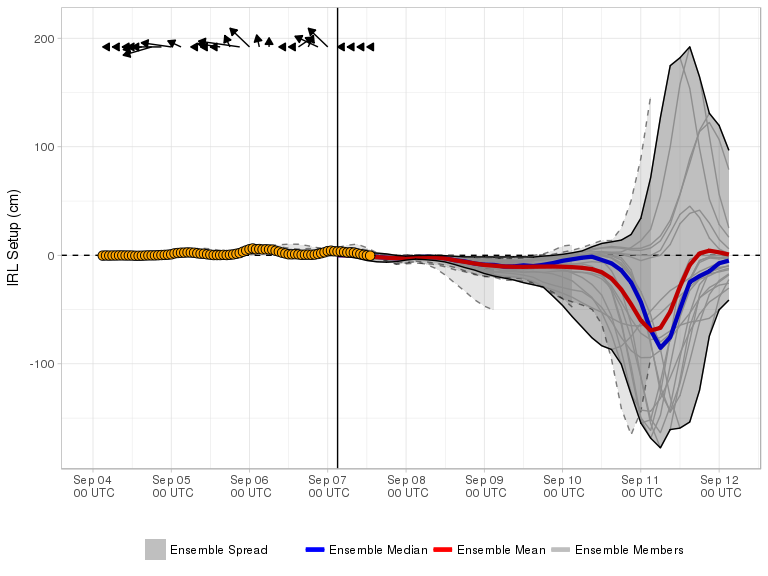 IRL Setup (cm)
200
100
0
-100
Sep 04 Sep 05 Sep 06 Sep 07 Sep 08 Sep 09 Sep 10 Sep 11 Sep 12
00 UTC 00 UTC 00 UTC 00 UTC 00 UTC 00 UTC 00 UTC 00 UTC 00 UTC
Ensemble Spread Ensemble Median Ensemble Mean Ensemble Members